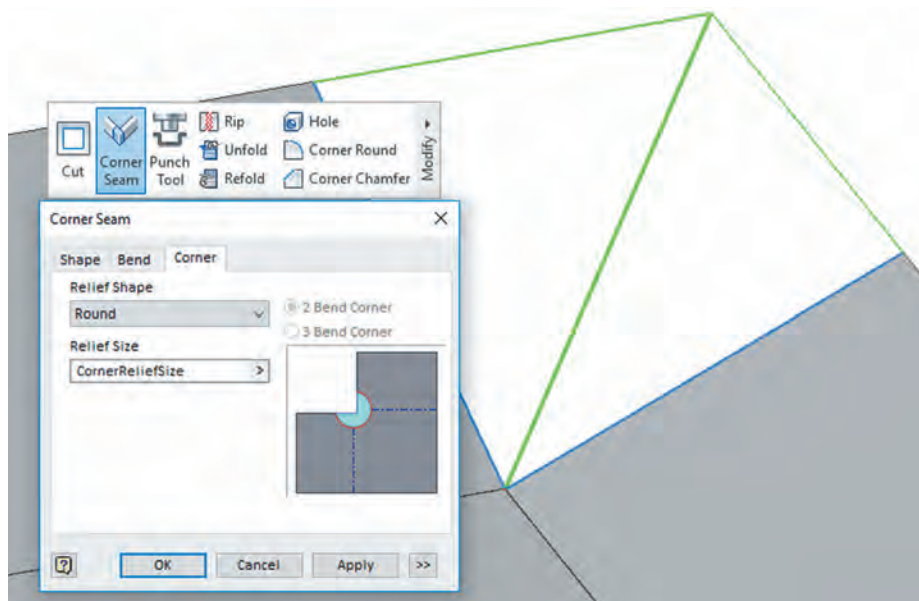 Cut
Corner
Seam
Punch
Tool
Rip
Unfold
Refold
Hole
Corner Round
Corner Chamfer
Modify
Corner Seam
Shape Bend Corner
Relief Shape
Round
2 Bend Corner
3 Bend Corner
Relief Size
CornerReliefSize
OK Cancel Apply >>